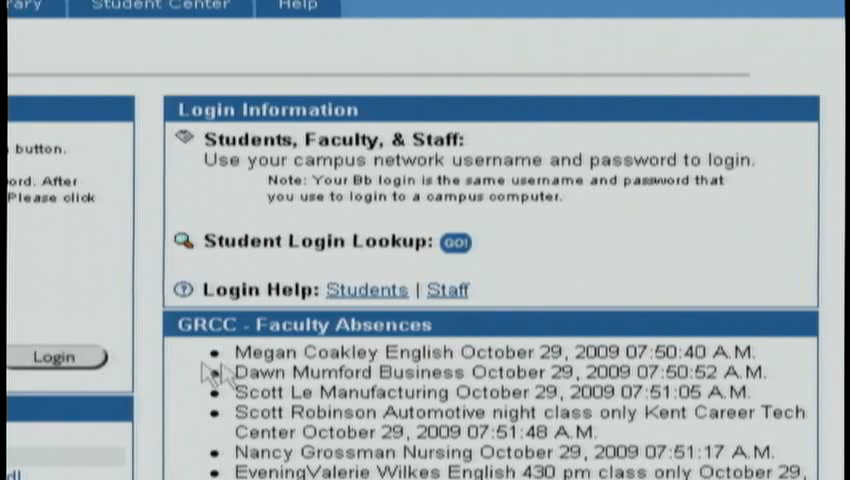 Student Center
Help
Login Information
button.
Students, Faculty, & Staff:
Use your campus network username and password to login.
After
Note: Your Bb login is the same username and password that
Please click
you use to login to a campus computer.
Student Login Lookup: GO!
Login Help: Students | Staff
GRCC - Faculty Absences
Login
Megan Coakley English October 29, 2009 07:50:40 A.M.
Dawn Mumford Business October 29, 2009 07:50:52 A.M.
Scott Le Manufacturing October 29, 2009 07:51:05 A.M.
Scott Robinson Automotive night class only Kent Career Tech
Center October 29, 2009 07:51:48 A.M.
Nancy Grossman Nursing October 29, 2009 07:51:17 A.M.
EveningValerie Wilkes English 430 pm class only October 29,